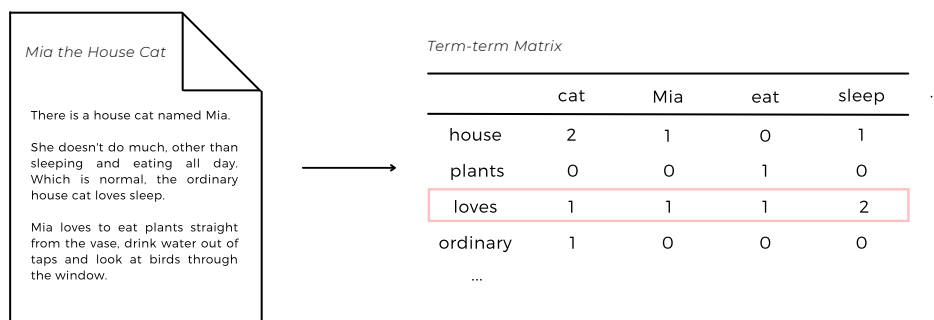 Mia the House Cat
There is a house cat named Mia.
She doesn't do much, other than
sleeping and eating all day.
Which is normal, the ordinary
house cat loves sleep.
Mia loves to eat plants straight
from the vase, drink water out of
taps and look at birds through
the window.
Term-term Matrix
cat Mia eat sleep
house 2 1 0 1
plants 0 0 1 0
loves 1 1 1 2
ordinary 1 0 0 0
...
.